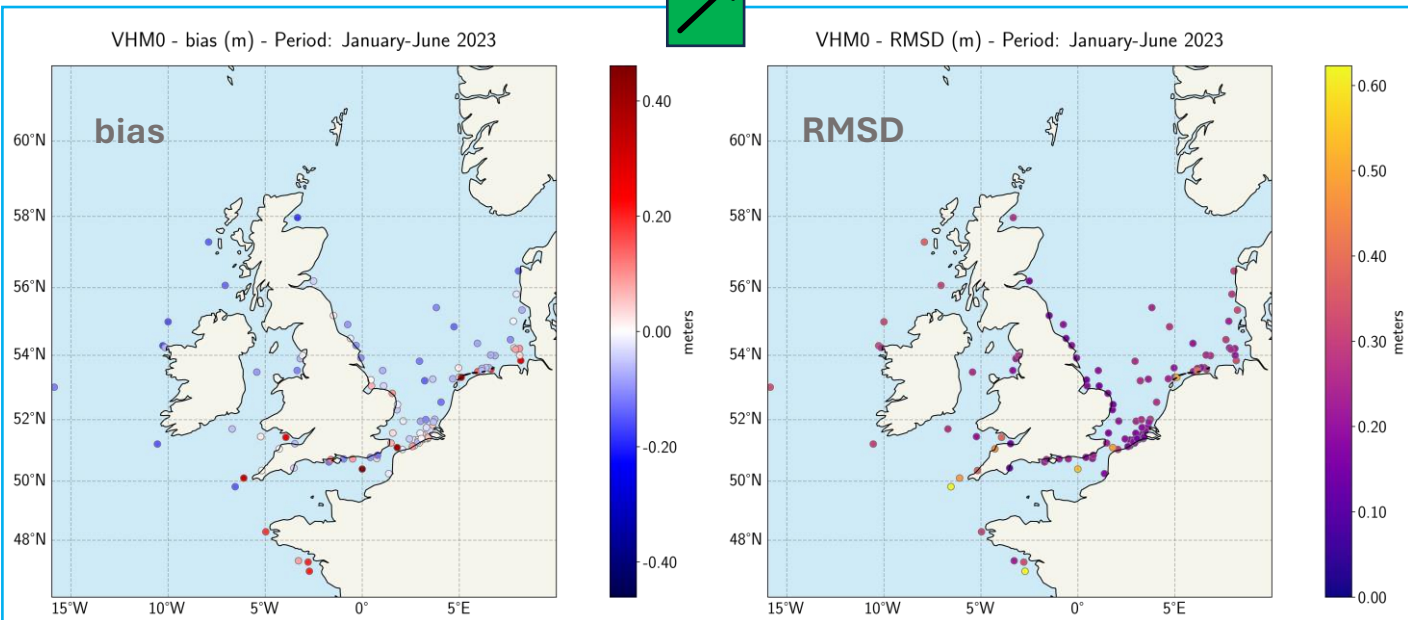 VHM0 - bias (m) - Period: January-June 2023
bias
60°N
58°N
56°N
54°N
52°N
50°N
48°N
15°W
10°W
5°W
0°
5°E
0.40
0.20
0.00
-0.20
-0.40
meters
VHM0 - RMSD (m) - Period: January-June 2023
RMSD
60°N
58°N
56°N
54°N
52°N
50°N
48°N
15°W
10°W
5°W
0°
5°E
0.60
0.50
0.40
0.30
0.20
0.10
0.00
meters